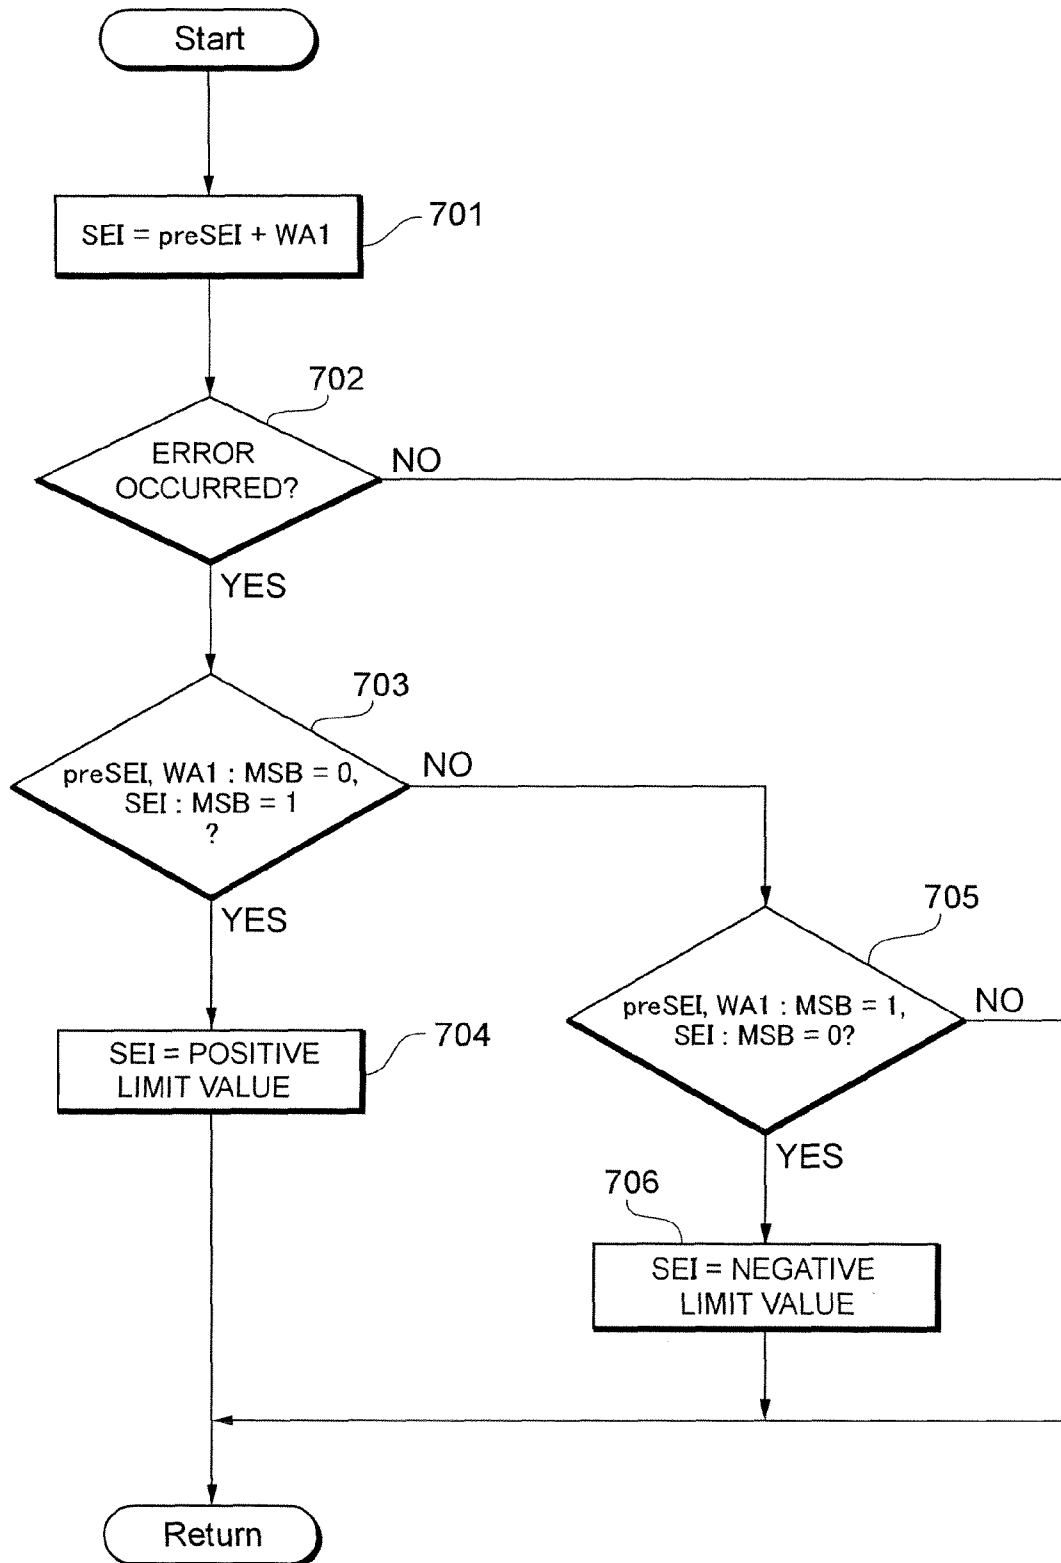 Start
SEI = preSEI + WA1
701
702
ERROR
OCCURRED?
NO
YES
703
preSEI, WA1 : MSB = 0,
SEI : MSB = 1
?
NO
YES
705
preSEI, WA1 : MSB = 1,
SEI : MSB = 0?
NO
SEI = POSITIVE
LIMIT VALUE
704
YES
706
SEI = NEGATIVE
LIMIT VALUE
Return